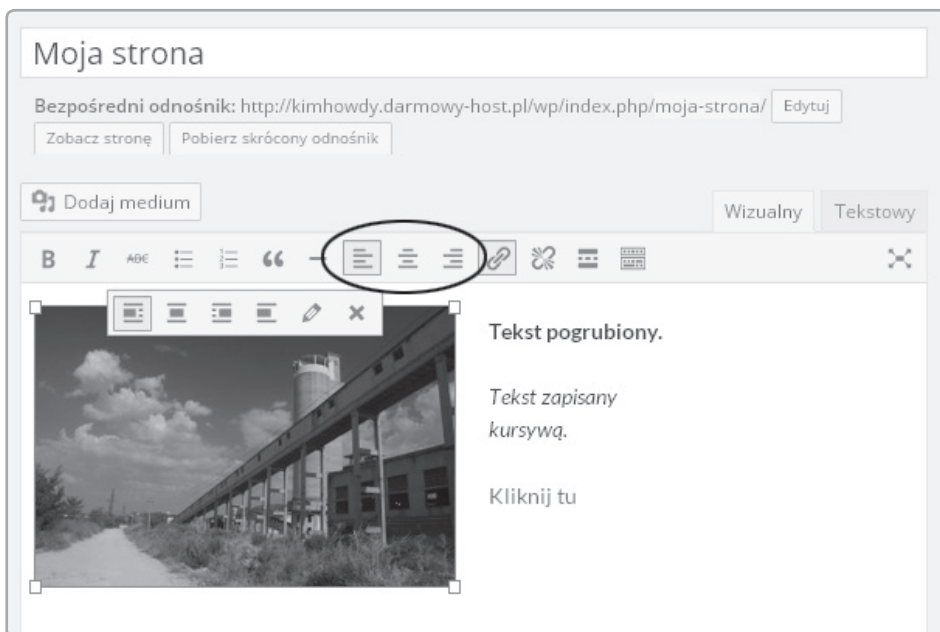 Moja strona
Bezpośredni odnośnik: http://kimhowdy.darmowy-host.pl/wp/index.php/moja-strona/ Edytuj
Zobacz stronę Pobierz skrócony odnośnik
Dodaj medium
Wizualny Tekstowy
B I ABC
Tekst pogrubiony.
Tekst zapisany
kursywą.
Kliknij tu